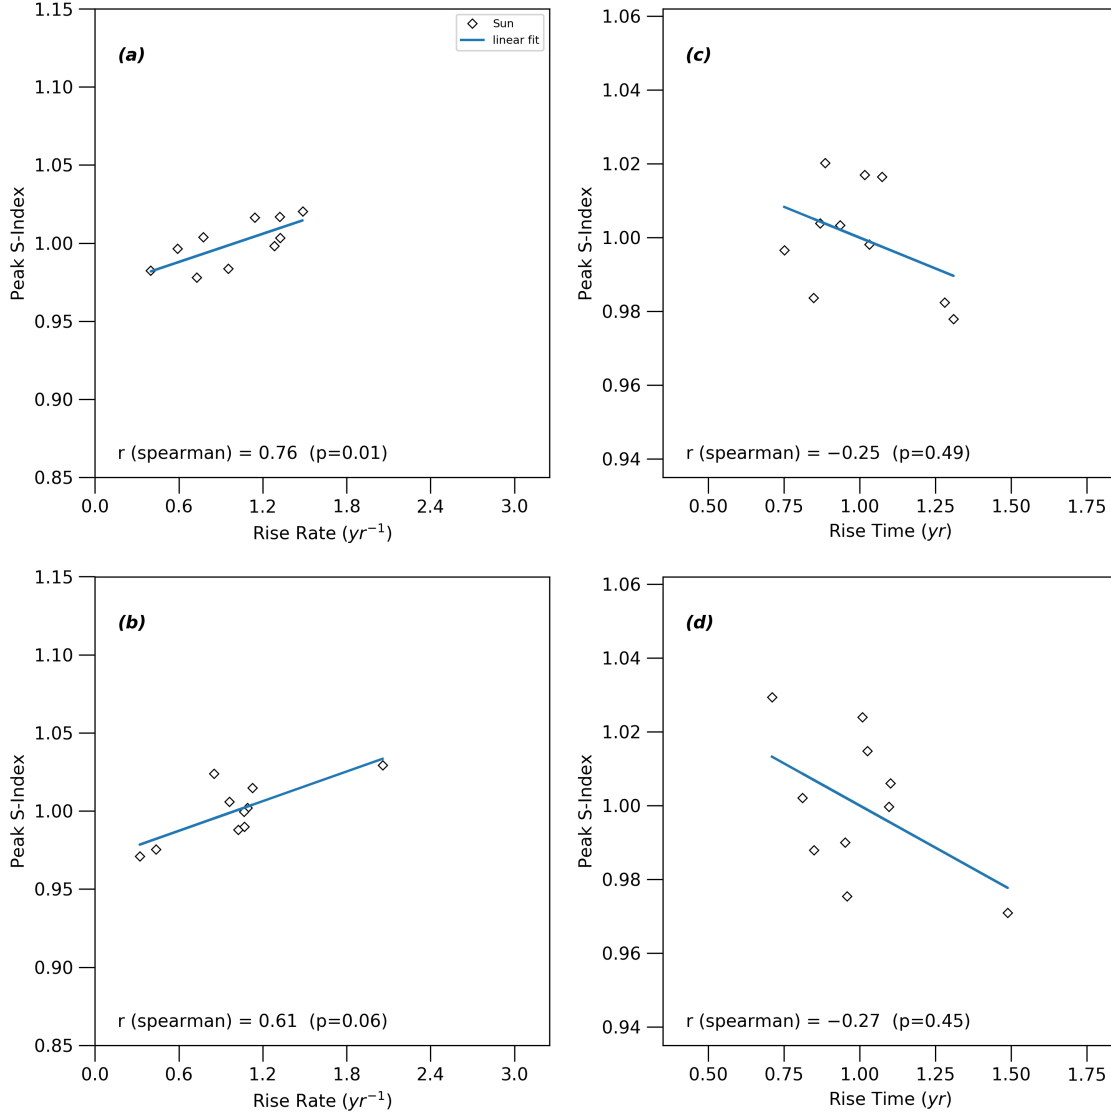 1.15
1.10
1.05
1.00
0.95
0.90
0.85
Peak S-Index
(a)
Sun
linear fit
r (spearman) = 0.76 (p=0.01)
0.0 0.6 1.2 1.8 2.4 3.0
Rise Rate (yr⁻¹)
1.06
1.04
1.02
1.00
0.98
0.96
0.94
Peak S-Index
(c)
r (spearman) = −0.25 (p=0.49)
0.50 0.75 1.00 1.25 1.50 1.75
Rise Time (yr)
1.15
1.10
1.05
1.00
0.95
0.90
0.85
Peak S-Index
(b)
r (spearman) = 0.61 (p=0.06)
0.0 0.6 1.2 1.8 2.4 3.0
Rise Rate (yr⁻¹)
1.06
1.04
1.02
1.00
0.98
0.96
0.94
Peak S-Index
(d)
r (spearman) = −0.27 (p=0.45)
0.50 0.75 1.00 1.25 1.50 1.75
Rise Time (yr)